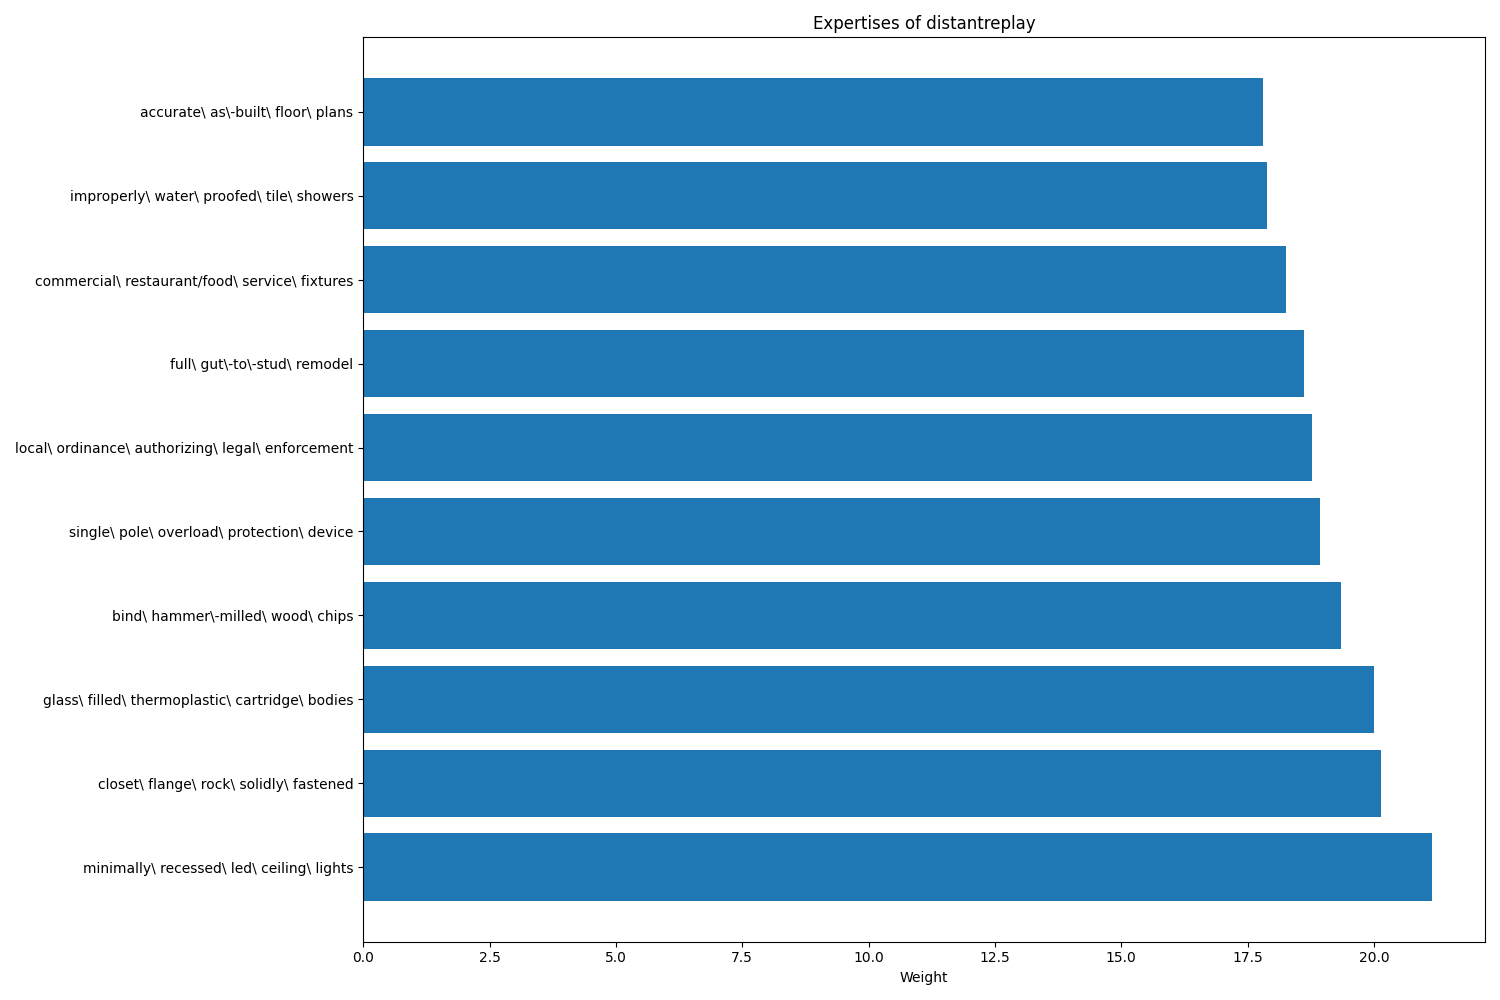 Expertises of distantreplay
accurate\ as\-built\ floor\ plans
improperly\ water\ proofed\ tile\ showers
commercial\ restaurant/food\ service\ fixtures
full\ gut\-to\-stud\ remodel
local\ ordinance\ authorizing\ legal\ enforcement
single\ pole\ overload\ protection\ device
bind\ hammer\-milled\ wood\ chips
glass\ filled\ thermoplastic\ cartridge\ bodies
closet\ flange\ rock\ solidly\ fastened
minimally\ recessed\ led\ ceiling\ lights
0.0 2.5 5.0 7.5 10.0 12.5 15.0 17.5 20.0
Weight